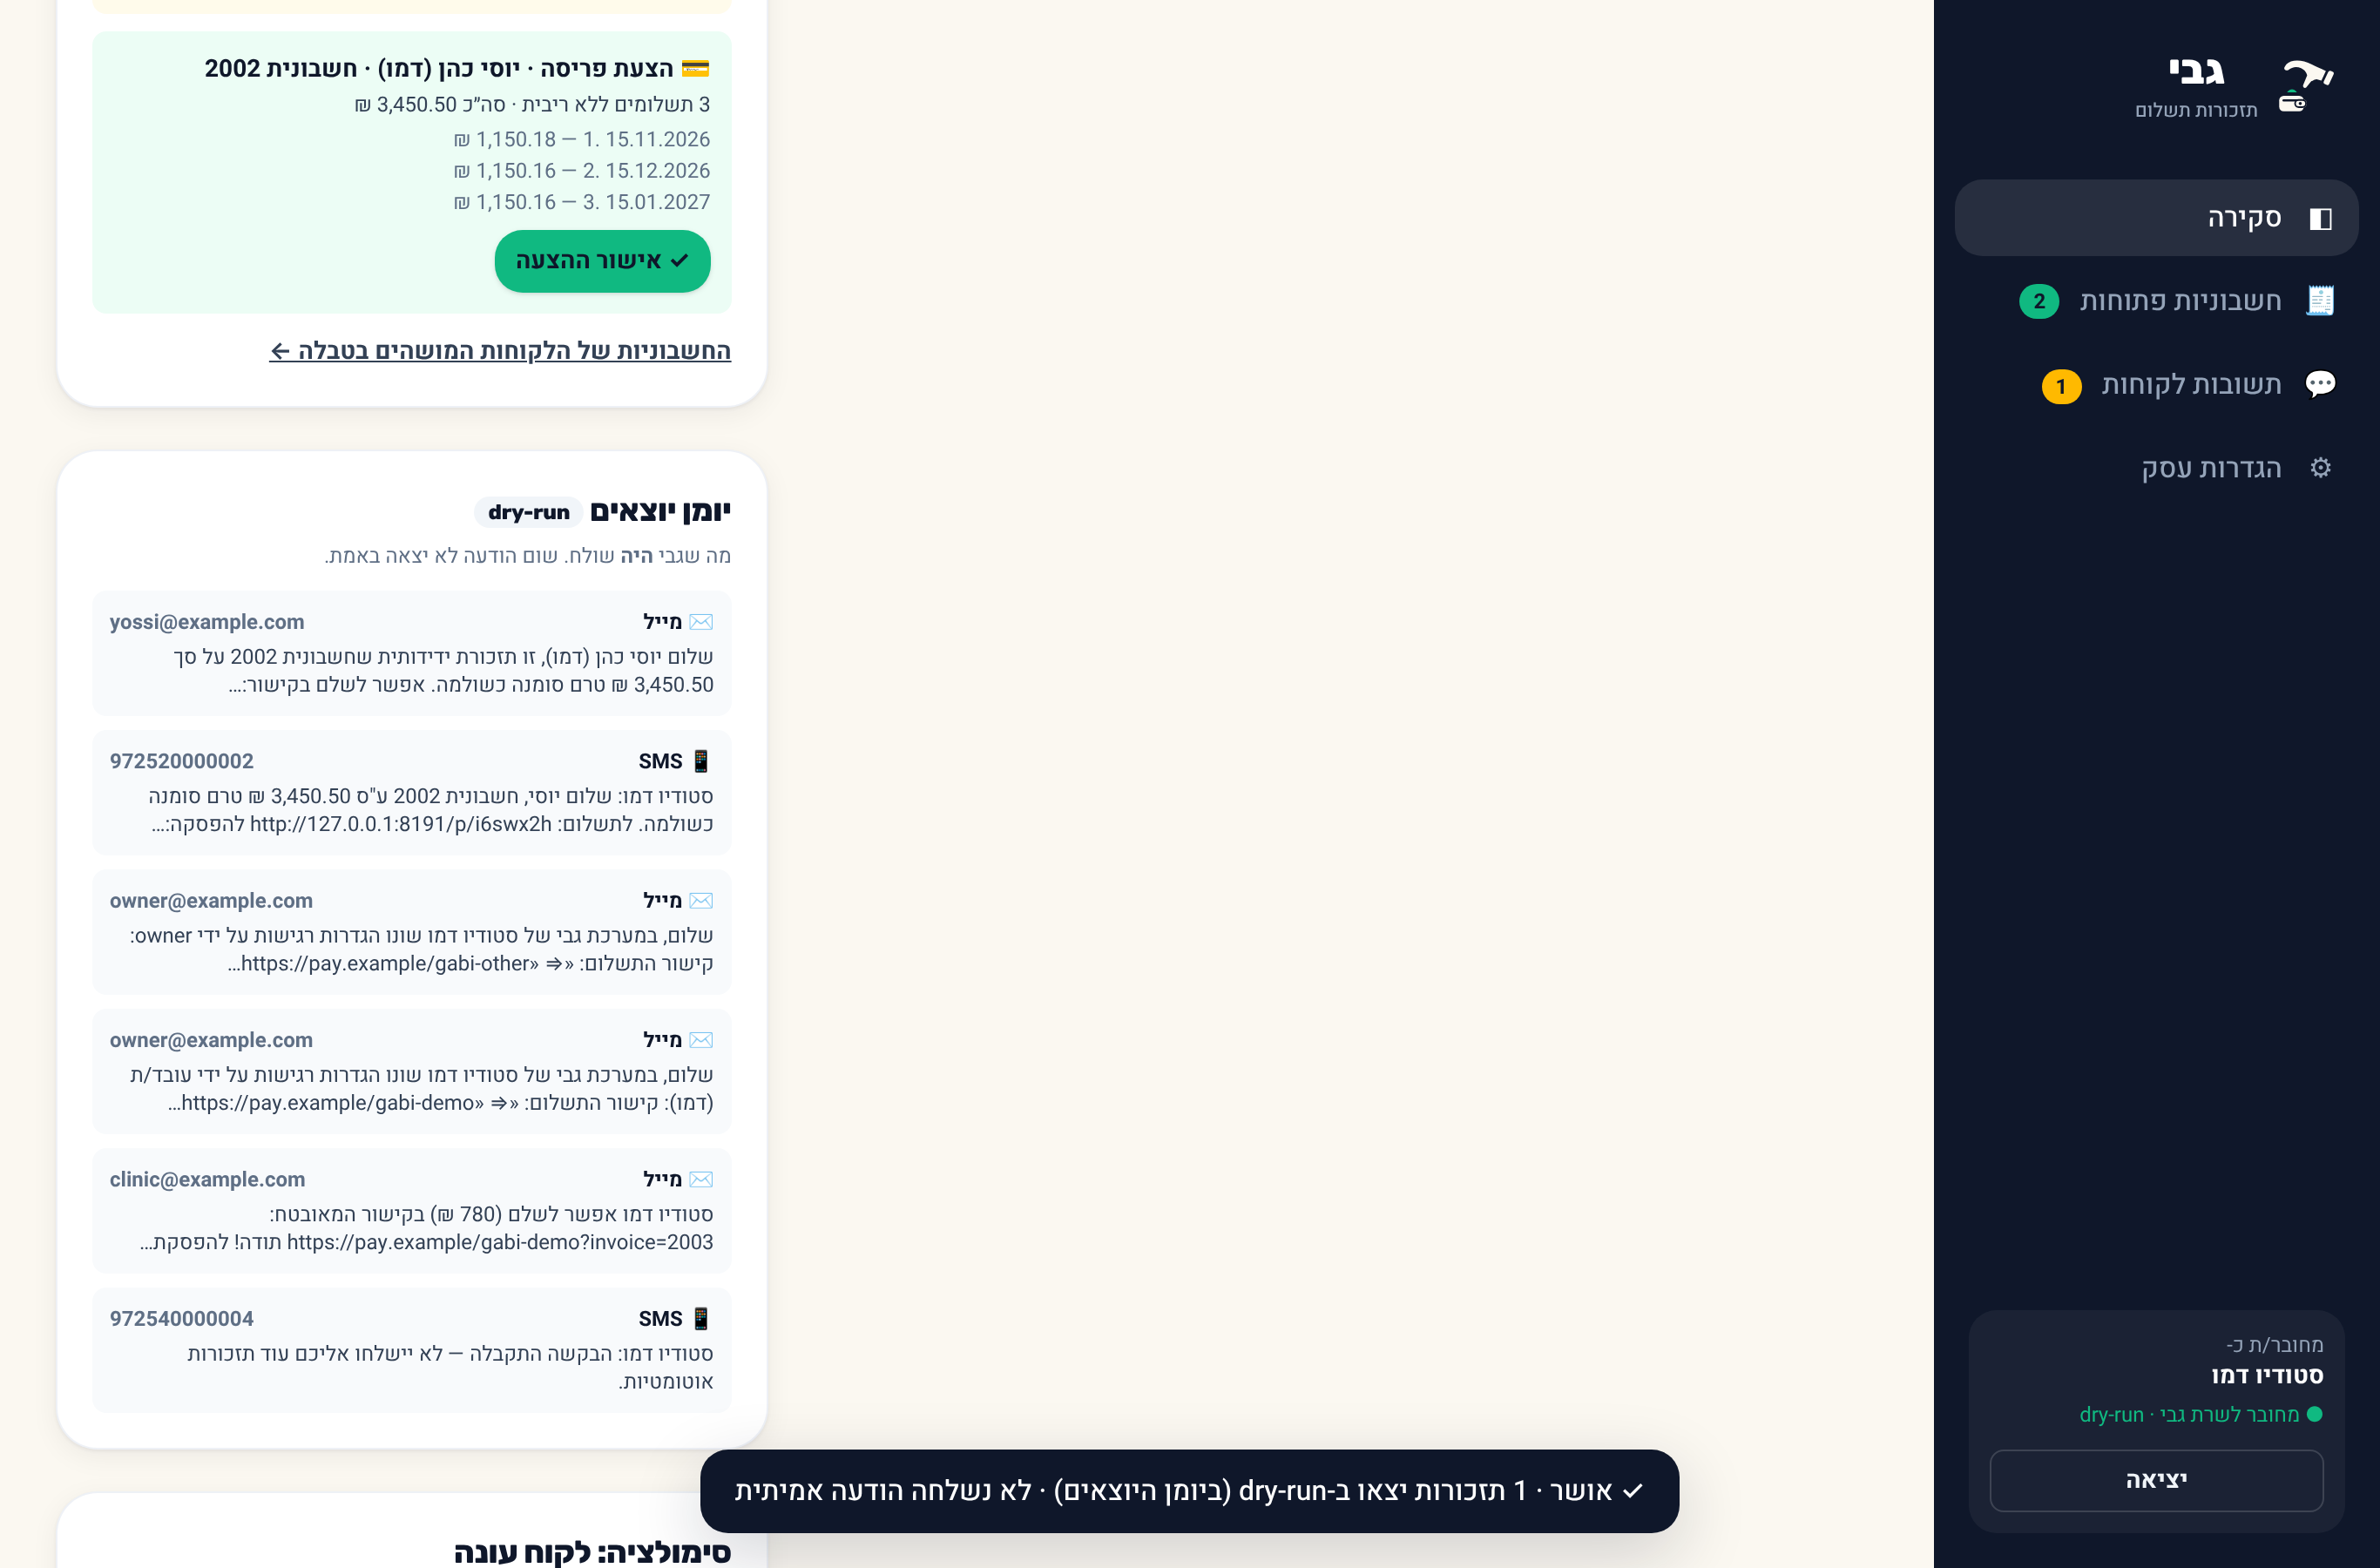 גבי
תזכורות תשלום
סקירה
חשבוניות פתוחות 2
תשובות לקוחות 1
הגדרות עסק
מחובר/ת כ-
סטודיו דמו
מחובר לשרת גבי · dry-run
יציאה
הצעת פריסה · יוסי כהן (דמו) · חשבונית 2002
3 תשלומים ללא ריבית · סה״כ 3,450.50 ₪
1. 15.11.2026 — 1,150.18 ₪
2. 15.12.2026 — 1,150.16 ₪
3. 15.01.2027 — 1,150.16 ₪
✓ אישור ההצעה
החשבוניות של הלקוחות המושהים בטבלה ←
יומן יוצאים dry-run
מה שגבי היה שולח. שום הודעה לא יצאה באמת.
מייל yossi@example.com
שלום יוסי כהן (דמו), זו תזכורת ידידותית שחשבונית 2002 על סך
3,450.50 ₪ טרם סומנה כשולמה. אפשר לשלם בקישור:…
SMS 972520000002
סטודיו דמו: שלום יוסי, חשבונית 2002 ע"ס 3,450.50 ₪ טרם סומנה
כשולמה. לתשלום: http://127.0.0.1:8191/p/i6swx2h להפסקה:…
מייל owner@example.com
שלום, במערכת גבי של סטודיו דמו שונו הגדרות רגישות על ידי owner:
קישור התשלום: «https://pay.example/gabi-other» ⇐…
מייל owner@example.com
שלום, במערכת גבי של סטודיו דמו שונו הגדרות רגישות על ידי עובד/ת
(דמו): קישור התשלום: «https://pay.example/gabi-demo» ⇐…
מייל clinic@example.com
סטודיו דמו אפשר לשלם (780 ₪) בקישור המאובטח:
https://pay.example/gabi-demo?invoice=2003 תודה! להפסקת…
SMS 972540000004
סטודיו דמו: הבקשה התקבלה — לא יישלחו אליכם עוד תזכורות
אוטומטיות.
✓ אושר · 1 תזכורות יצאו ב-dry-run (ביומן היוצאים) · לא נשלחה הודעה אמיתית
סימולציה: לקוח עונה